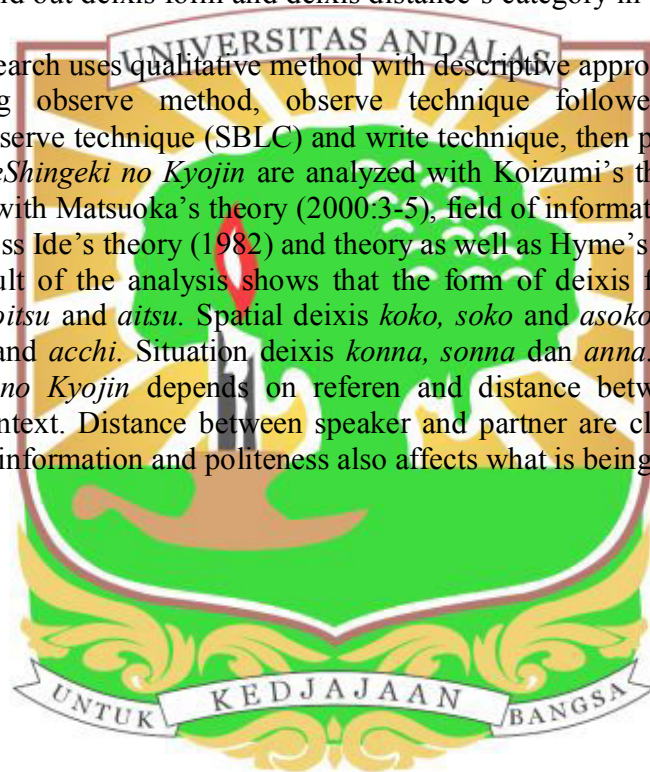 d out deixis form and deixis distance's category in
UNIVERSITAS ANDALAS
earch uses qualitative method with descriptive appro
g observe method, observe technique followe
serve technique (SBLC) and write technique, then p
eShingeki no Kyojin are analyzed with Koizumi's th
with Matsuoka's theory (2000:3-5), field of informat
ss Ide's theory (1982) and theory as well as Hyme's
ult of the analysis shows that the form of deixis f
oitsu and aitsu. Spatial deixis koko, soko and asoko
and acchi. Situation deixis konna, sonna dan anna.
no Kyojin depends on referen and distance betw
ntext. Distance between speaker and partner are cl
information and politeness also affects what is being
UNTUK KEDJAJAAN BANGSA